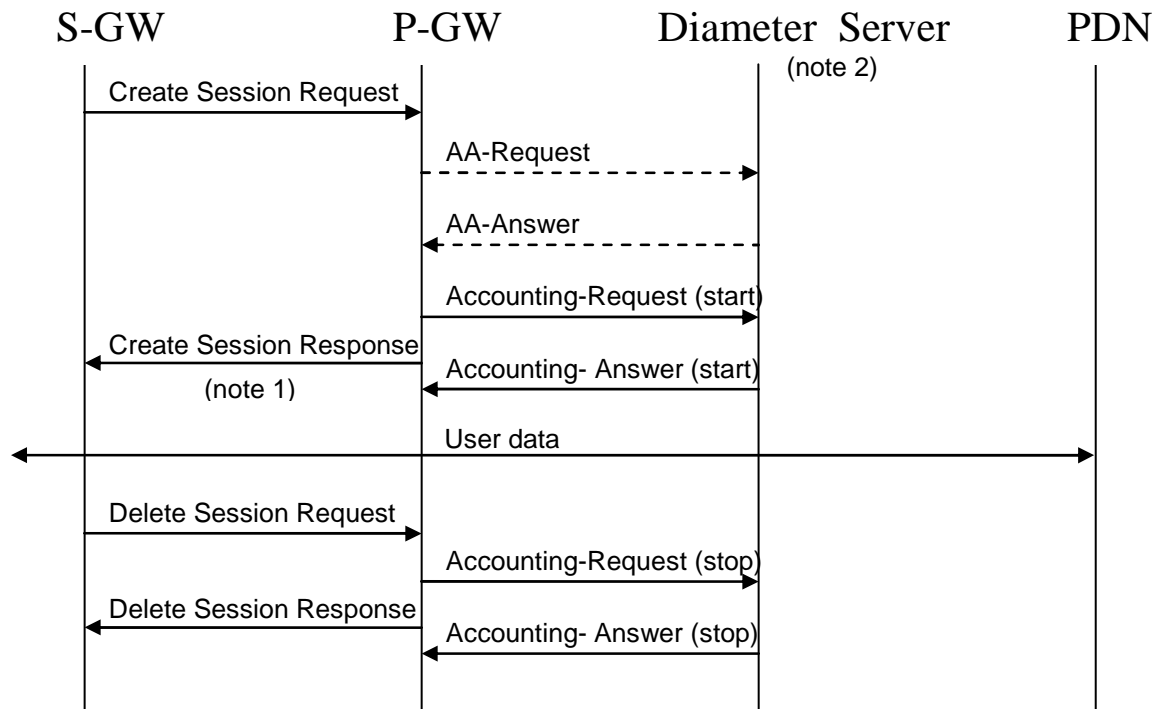 S-GW P-GW Diameter Server PDN
(note 2)
Create Session Request
AA-Request
AA-Answer
Accounting-Request (start)
Create Session Response
Accounting- Answer (start)
(note 1)
User data
Delete Session Request
Accounting-Request (stop)
Delete Session Response
Accounting- Answer (stop)